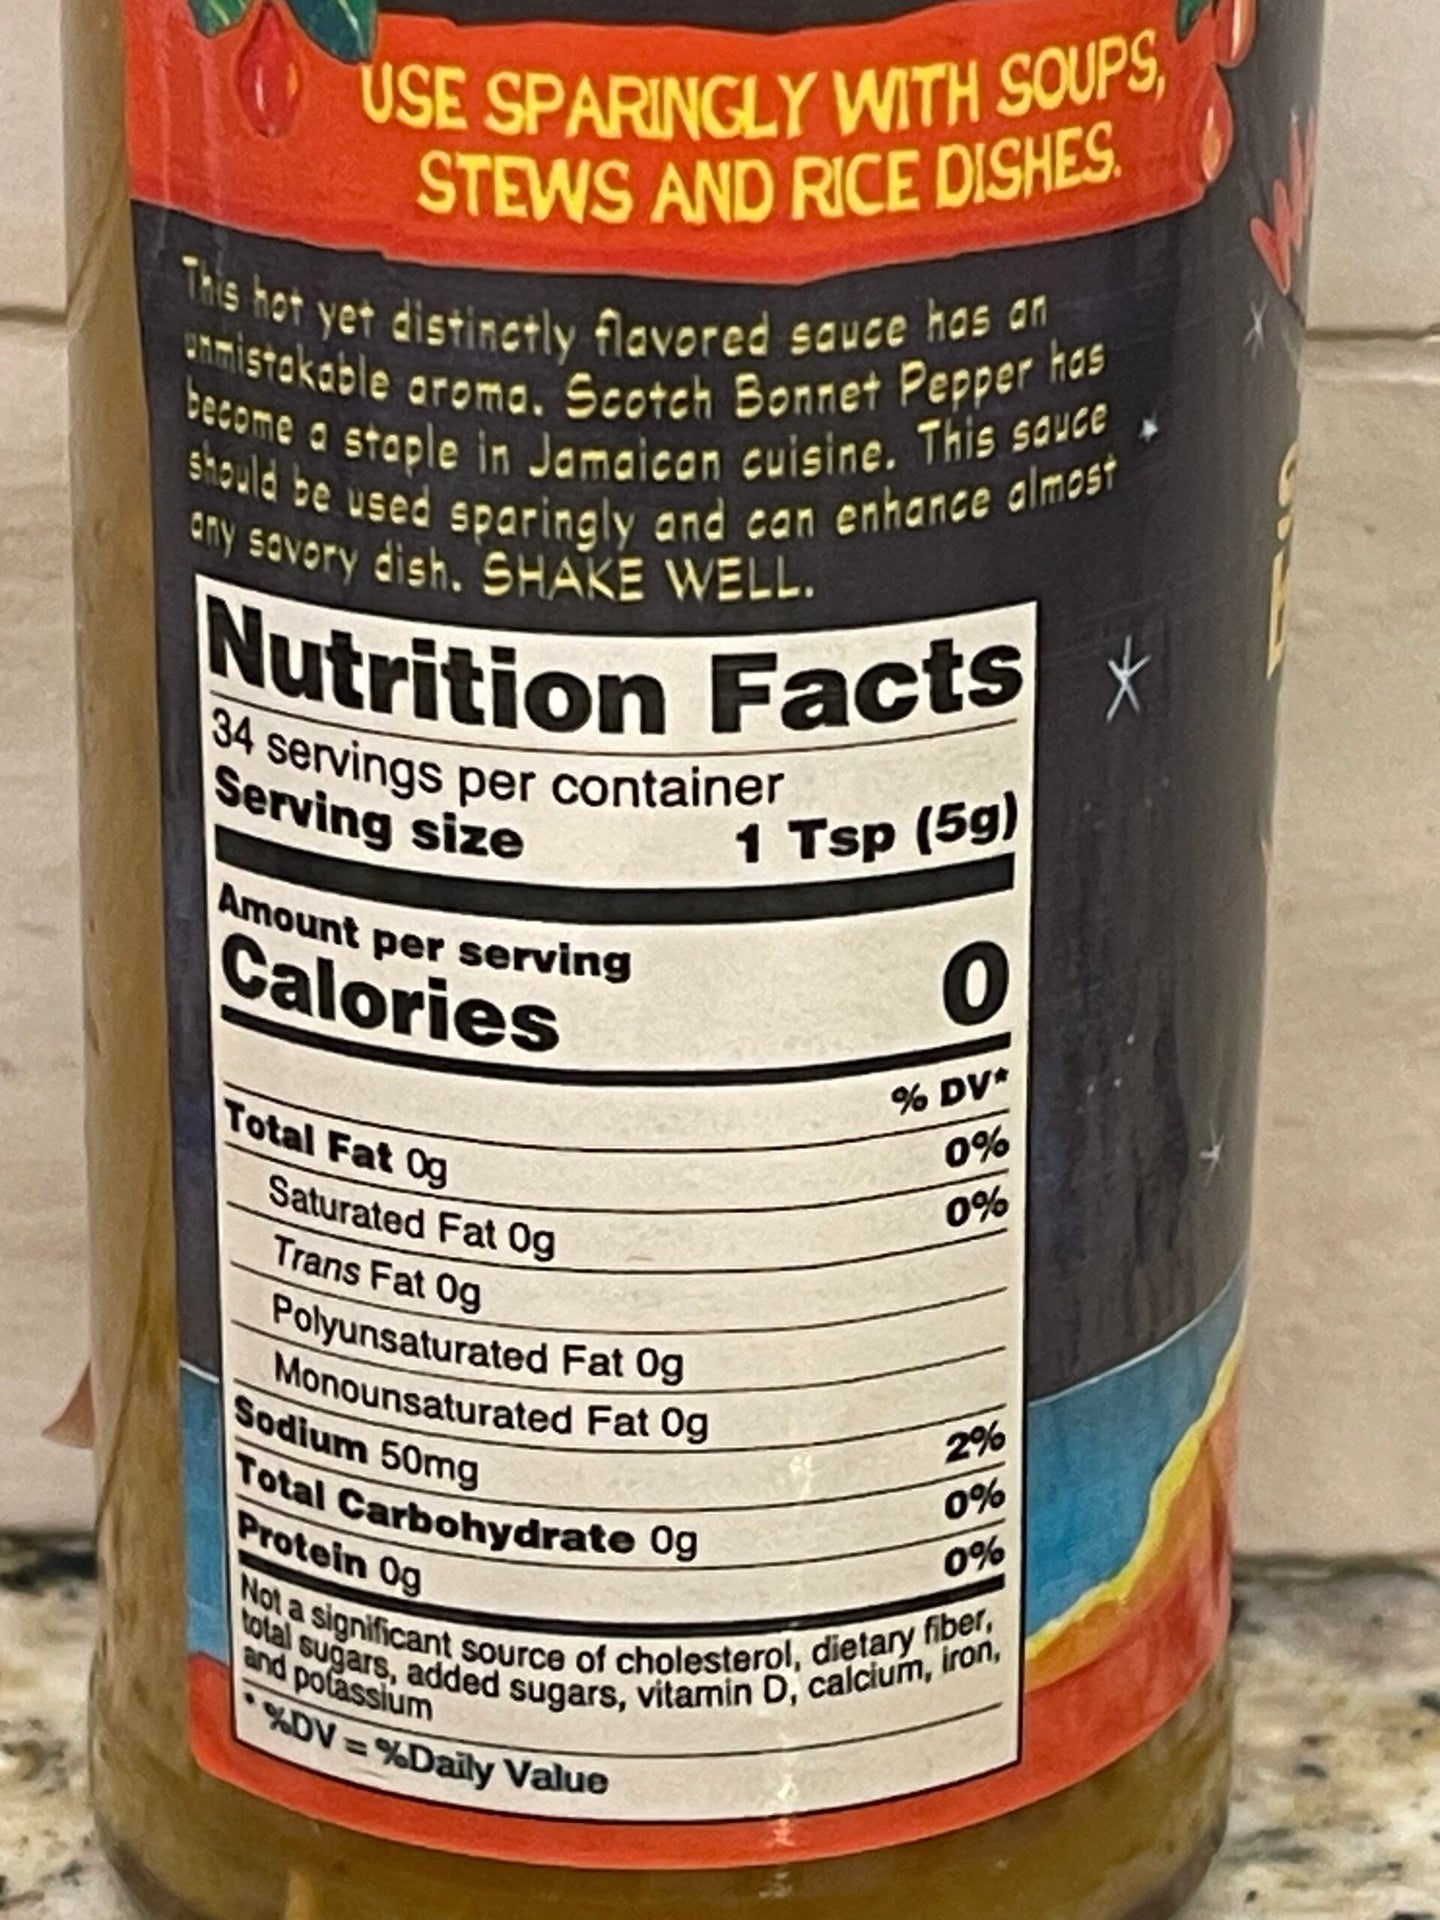 USE SPARINGLY WITH SOUPS,
STEWS AND RICE DISHES.
This hot yet distinctly flavored sauce has an
unmistakable aroma. Scotch Bonnet Pepper has
become a staple in Jamaican cuisine. This sauce
should be used sparingly and can enhance almost
any savory dish. SHAKE WELL.
Nutrition Facts
34 servings per container
Serving size 1 Tsp (5g)
Amount per serving
Calories 0
% DV*
Total Fat 0g 0%
Saturated Fat 0g 0%
Trans Fat 0g
Polyunsaturated Fat 0g
Monounsaturated Fat 0g
Sodium 50mg 2%
Total Carbohydrate 0g 0%
Protein 0g 0%
Not a significant source of cholesterol, dietary fiber,
total sugars, added sugars, vitamin D, calcium, iron,
and potassium
* %DV = %Daily Value